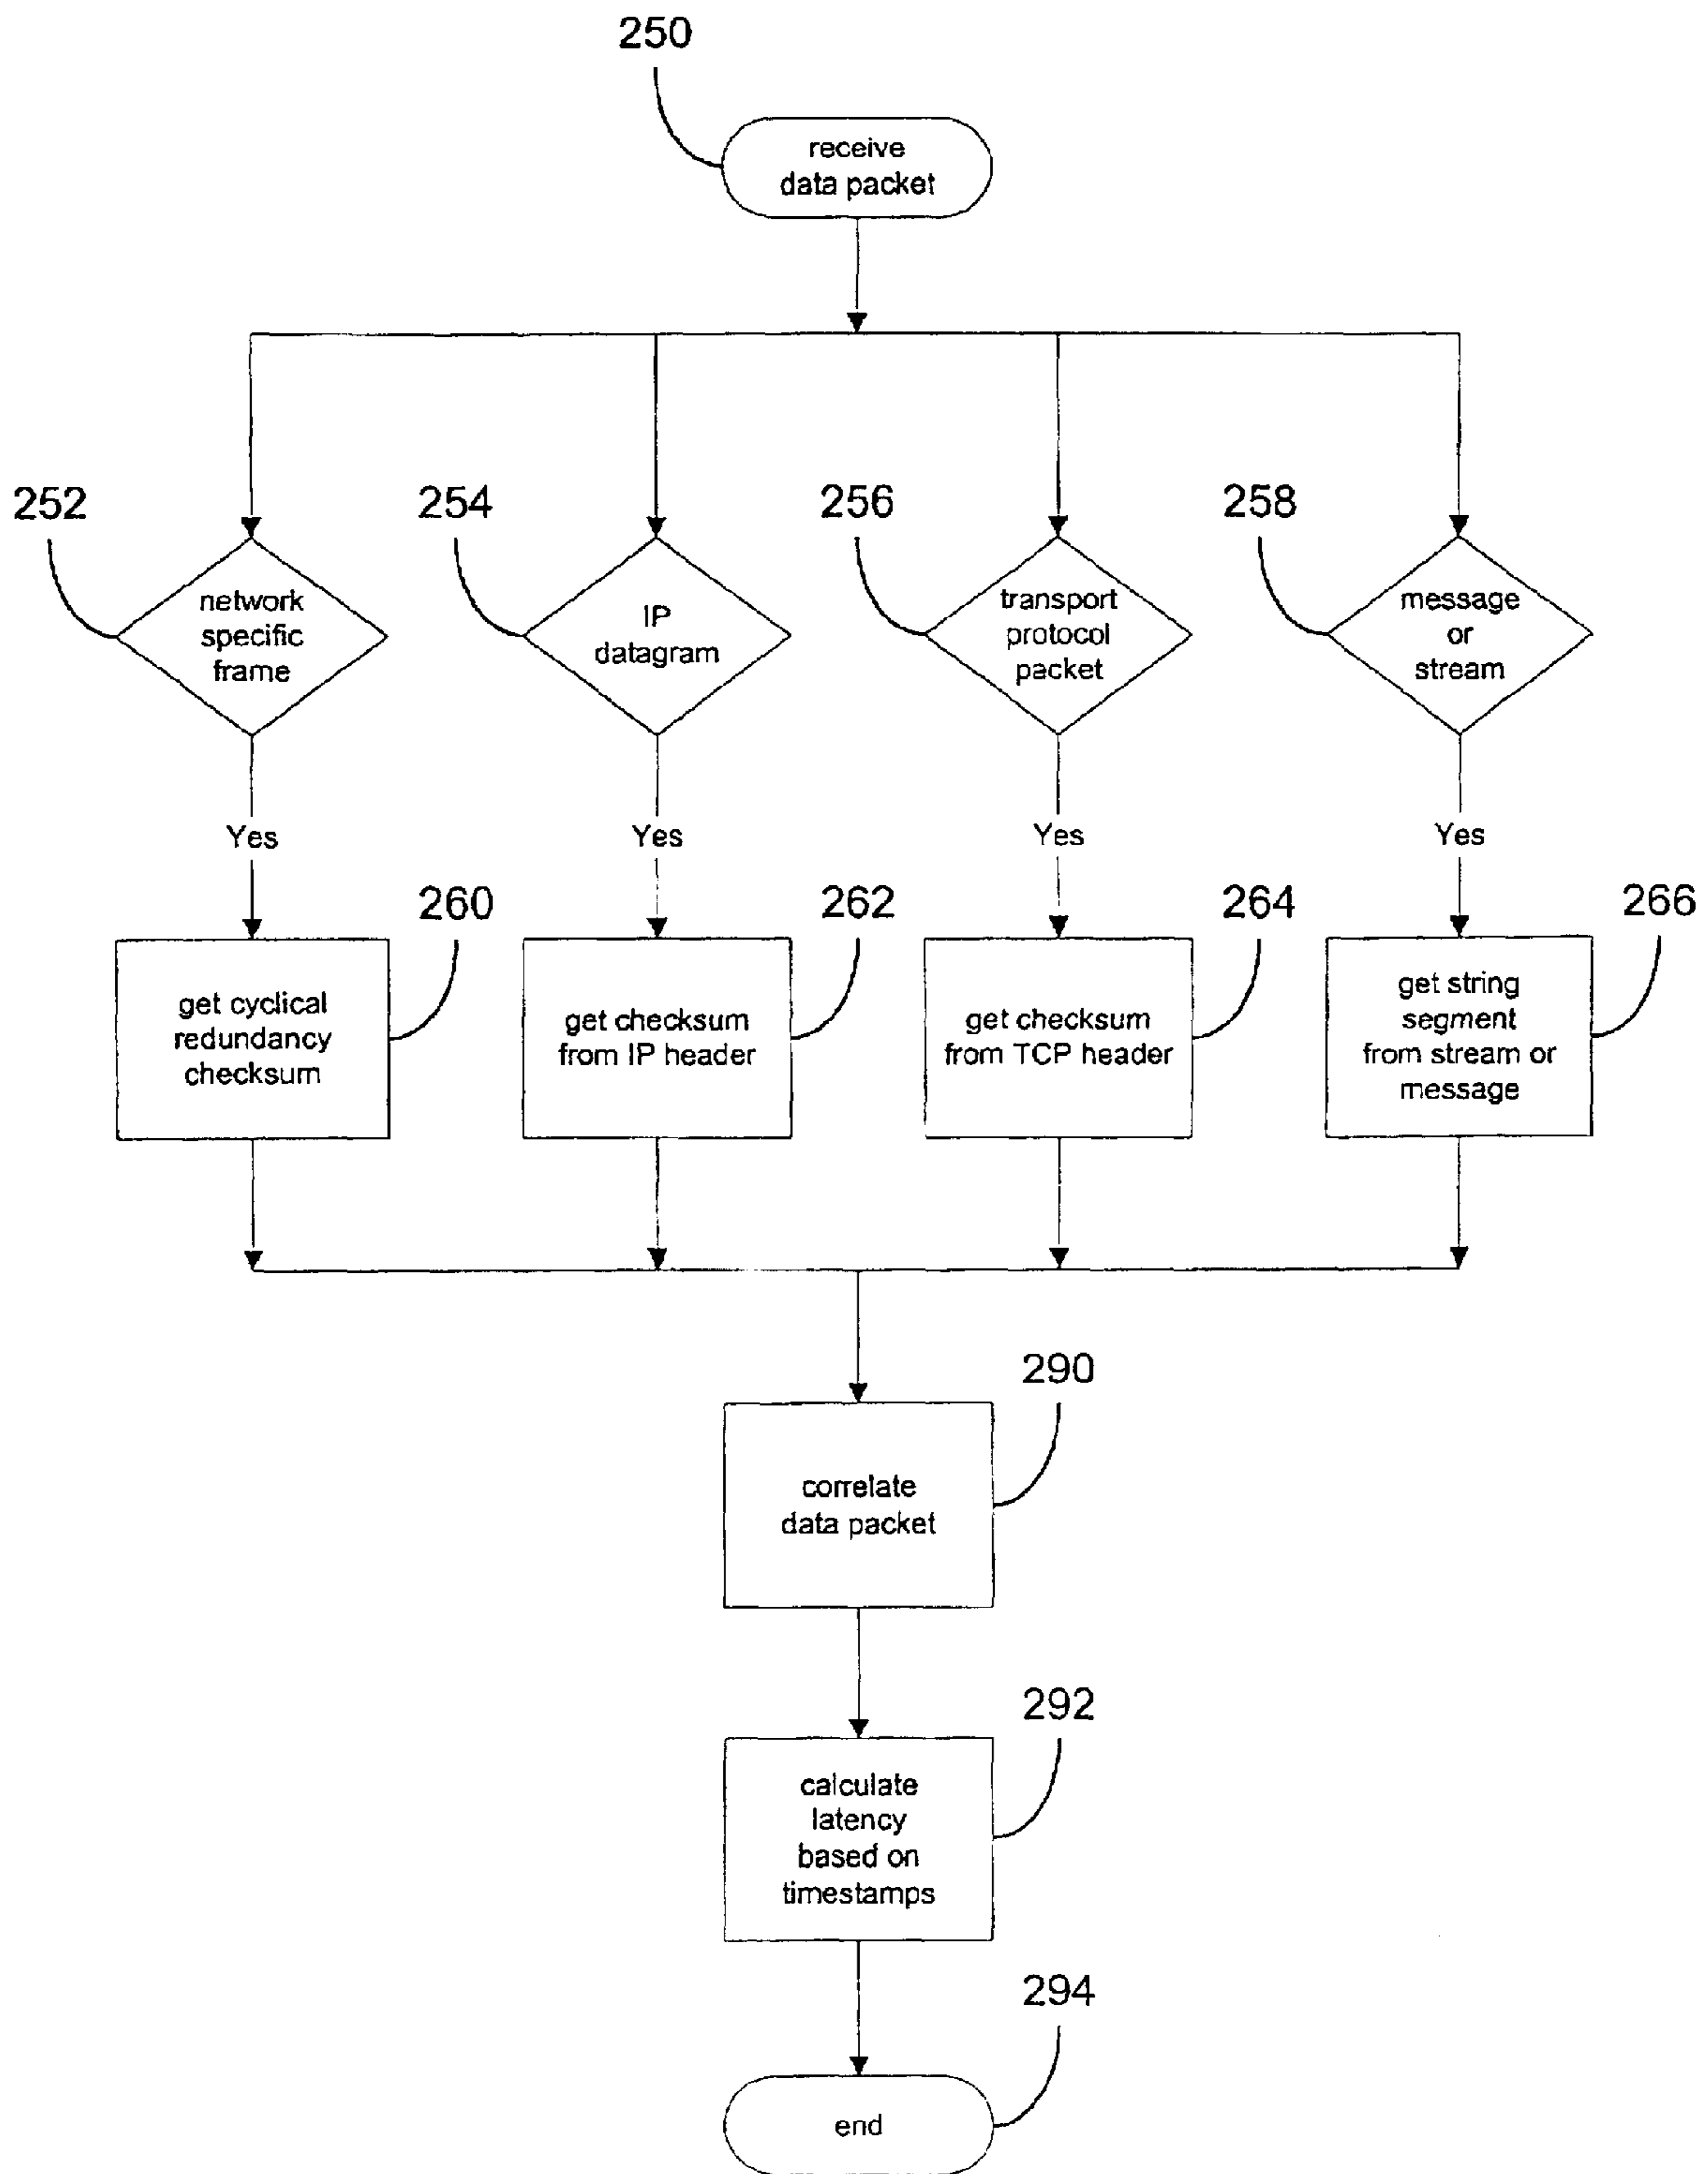 250
receive
data packet
252
254
256
258
network
specific
frame
IP
datagram
transport
protocol
packet
message
or
stream
Yes
Yes
Yes
Yes
260
262
264
266
get cyclical
redundancy
checksum
get checksum
from IP header
get checksum
from TCP header
get string
segment
from stream or
message
290
correlate
data packet
292
calculate
latency
based on
timestamps
294
end